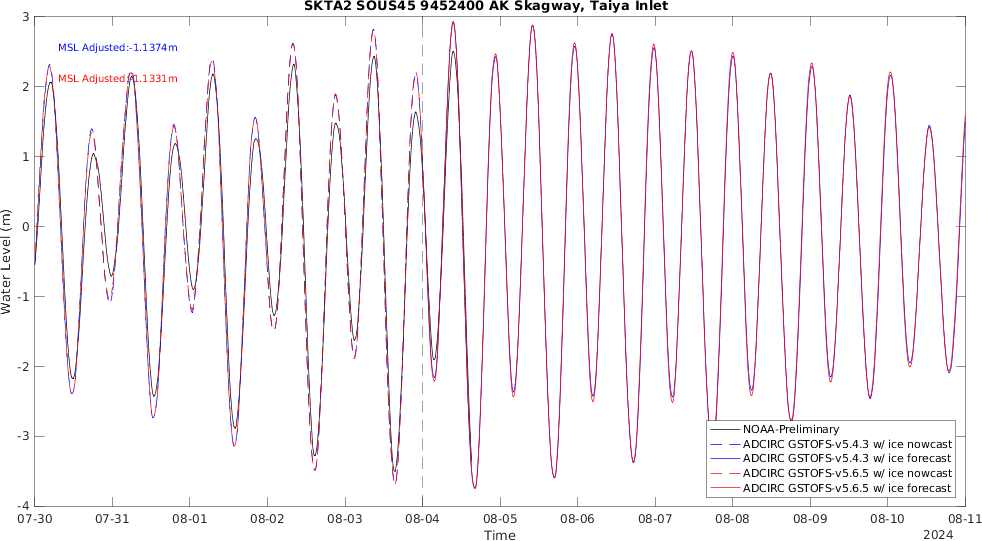 SKTA2 SOUS45 9452400 AK Skagway, Taiya Inlet
MSL Adjusted:-1.1374m
MSL Adjusted:-1.1331m
Water Level (m)
3
2
1
0
-1
-2
-3
-4
NOAA-Preliminary
ADCIRC GSTOFS-v5.4.3 w/ ice nowcast
ADCIRC GSTOFS-v5.4.3 w/ ice forecast
ADCIRC GSTOFS-v5.6.5 w/ ice nowcast
ADCIRC GSTOFS-v5.6.5 w/ ice forecast
07-30 07-31 08-01 08-02 08-03 08-04 08-05 08-06 08-07 08-08 08-09 08-10 08-11
Time
2024